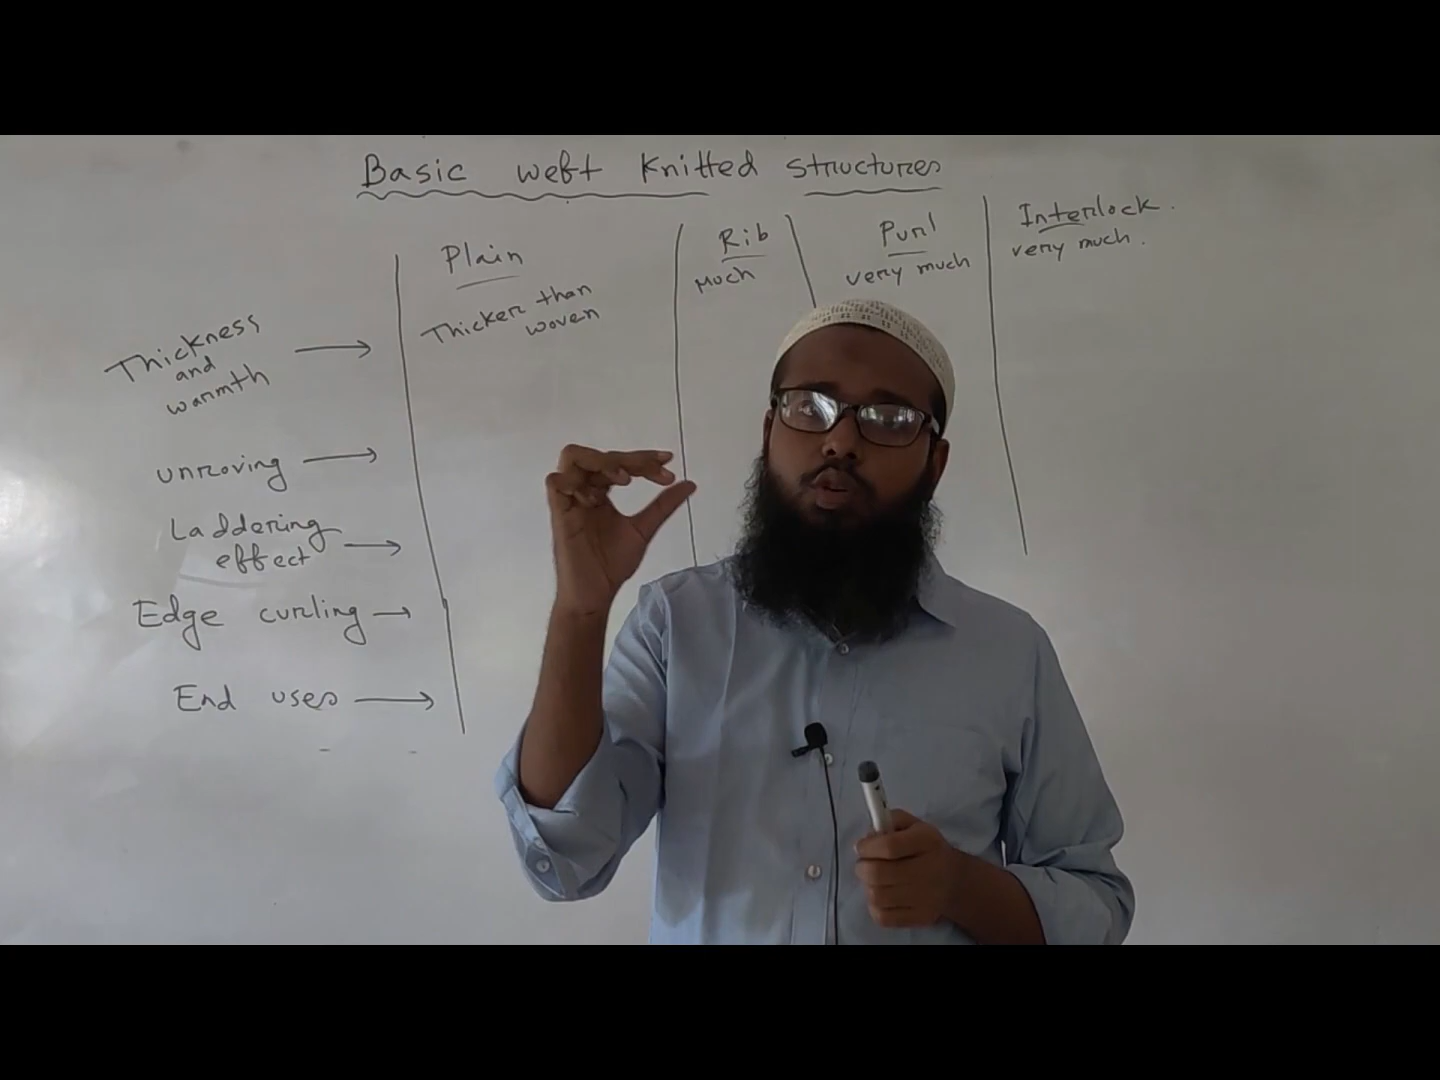 Basic weft knitted structures
Plain
Rib
Purl
Interlock.
Thickness
and
warmth
Thicker than
woven
Much
very much
very much.
unroving
Laddering
effect
Edge curling
End uses